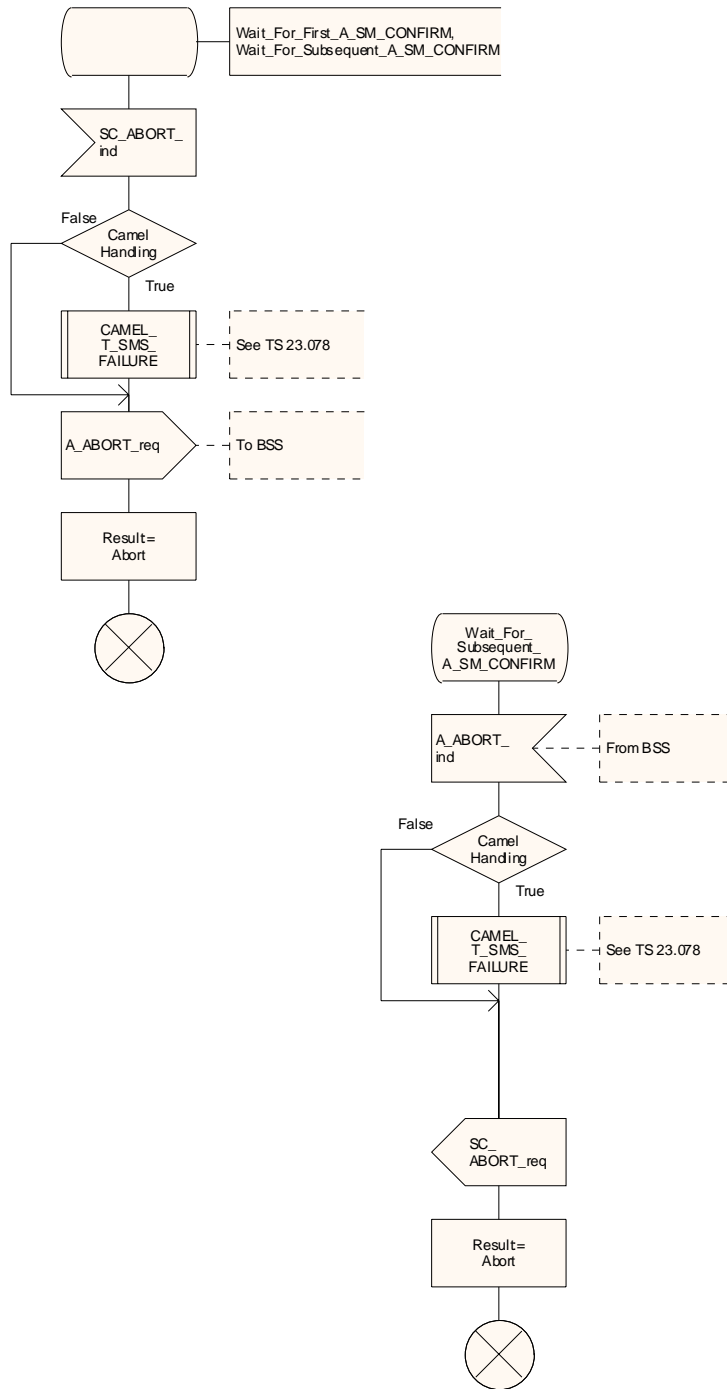 Wait_For_First_A_SM_CONFIRM,
Wait_For_Subsequent_A_SM_CONFIRM
SC_ABORT_
ind
False
Camel
Handling
True
CAMEL_
T_SMS_
FAILURE
See TS 23.078
A_ABORT_req
To BSS
Result=
Abort
Wait_For_
Subsequent_
A_SM_CONFIRM
A_ABORT_
ind
From BSS
False
Camel
Handling
True
CAMEL_
T_SMS_
FAILURE
See TS 23.078
SC_
ABORT_req
Result=
Abort